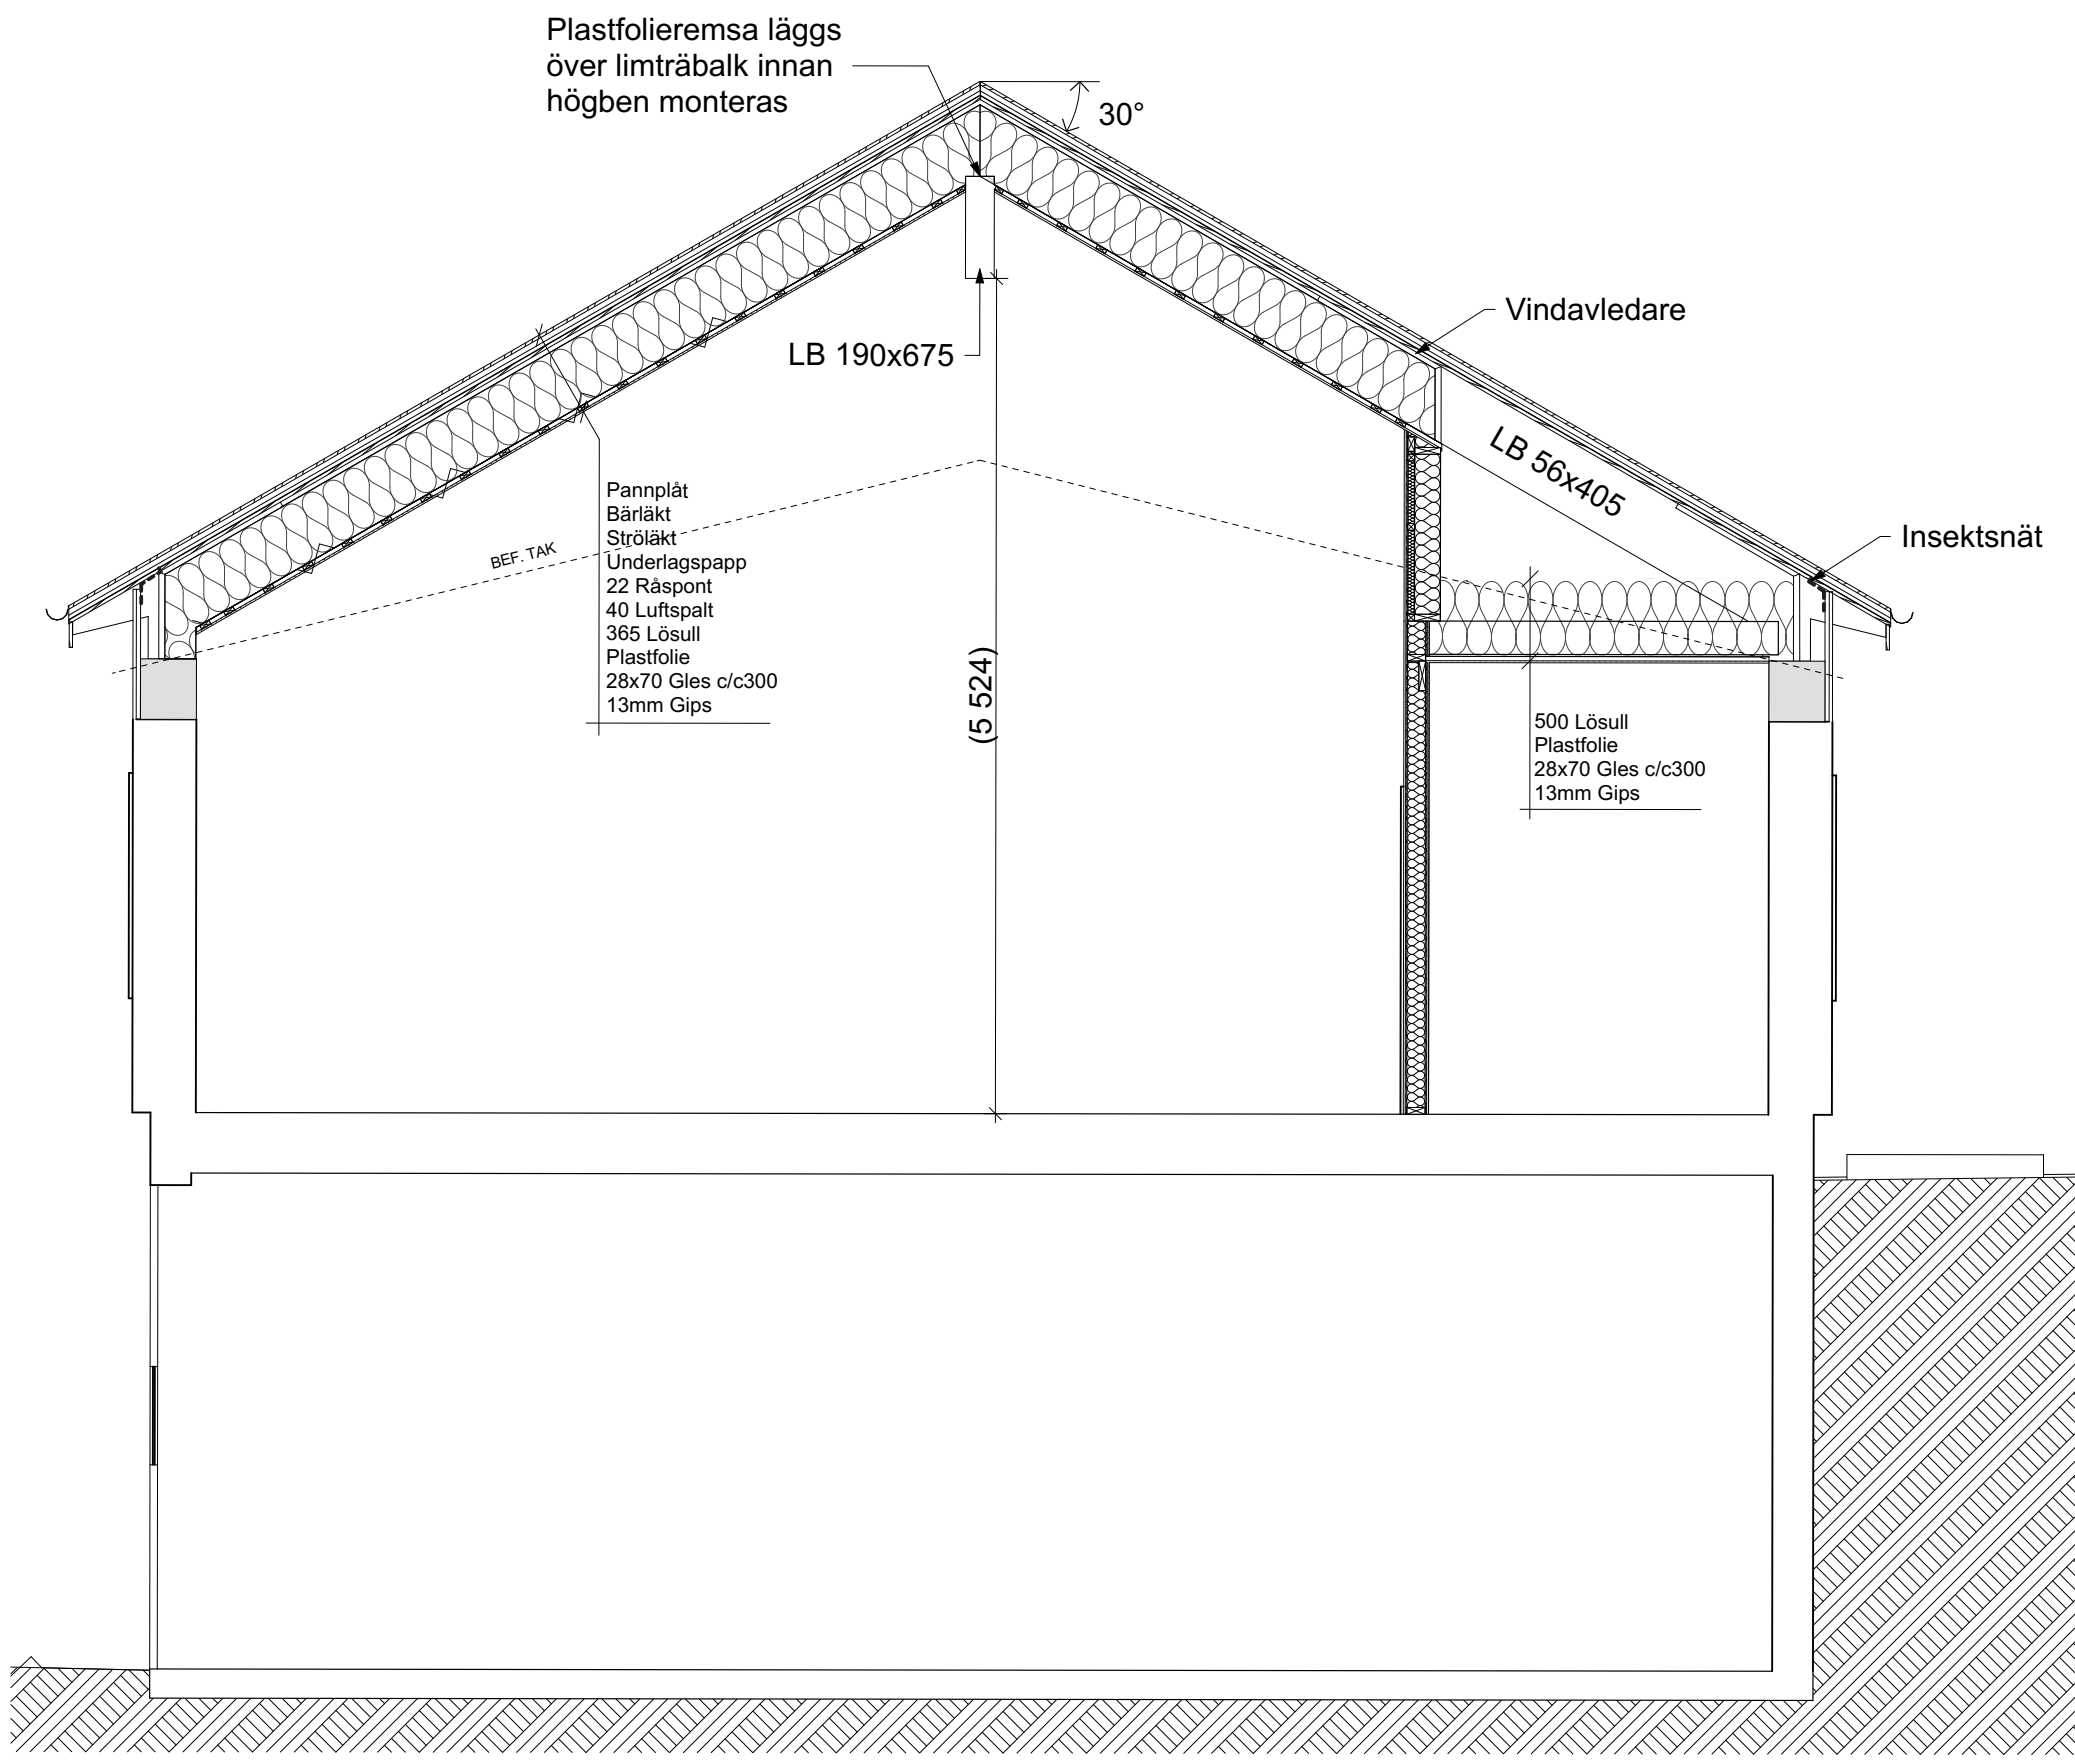 Plastfolieremsa läggs
över limträbalk innan
högben monteras
30°
Vindavledare
LB 190x675
LB 56x405
Insektsnät
BEF. TAK
Pannplåt
Bärläkt
Ströläkt
Underlagspapp
22 Råspont
40 Luftspalt
365 Lösull
Plastfolie
28x70 Gles c/c300
13mm Gips
(5 524)
500 Lösull
Plastfolie
28x70 Gles c/c300
13mm Gips